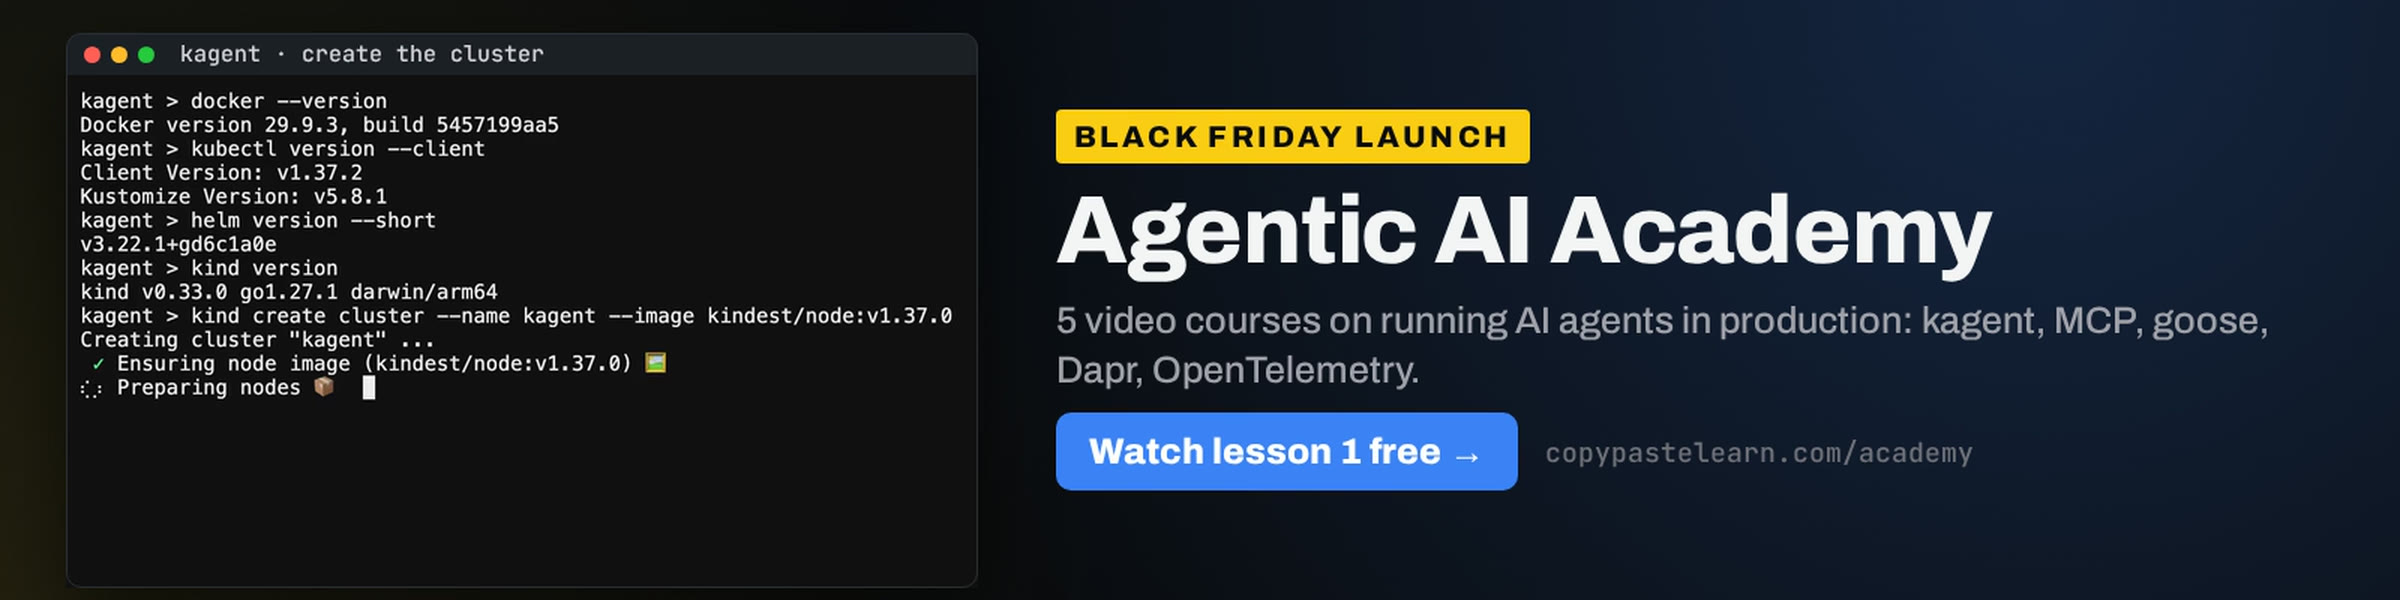 kagent · create the cluster
kagent > docker --version
Docker version 29.9.3, build 5457199aa5
kagent > kubectl version --client
Client Version: v1.37.2
Kustomize Version: v5.8.1
kagent > helm version --short
v3.22.1+gd6c1a0e
kagent > kind version
kind v0.33.0 go1.27.1 darwin/arm64
kagent > kind create cluster --name kagent --image kindest/node:v1.37.0
Creating cluster "kagent" ...
✓ Ensuring node image (kindest/node:v1.37.0) 🖼
Preparing nodes 📦
BLACK FRIDAY LAUNCH
Agentic AI Academy
5 video courses on running AI agents in production: kagent, MCP, goose,
Dapr, OpenTelemetry.
Watch lesson 1 free →
copypastelearn.com/academy